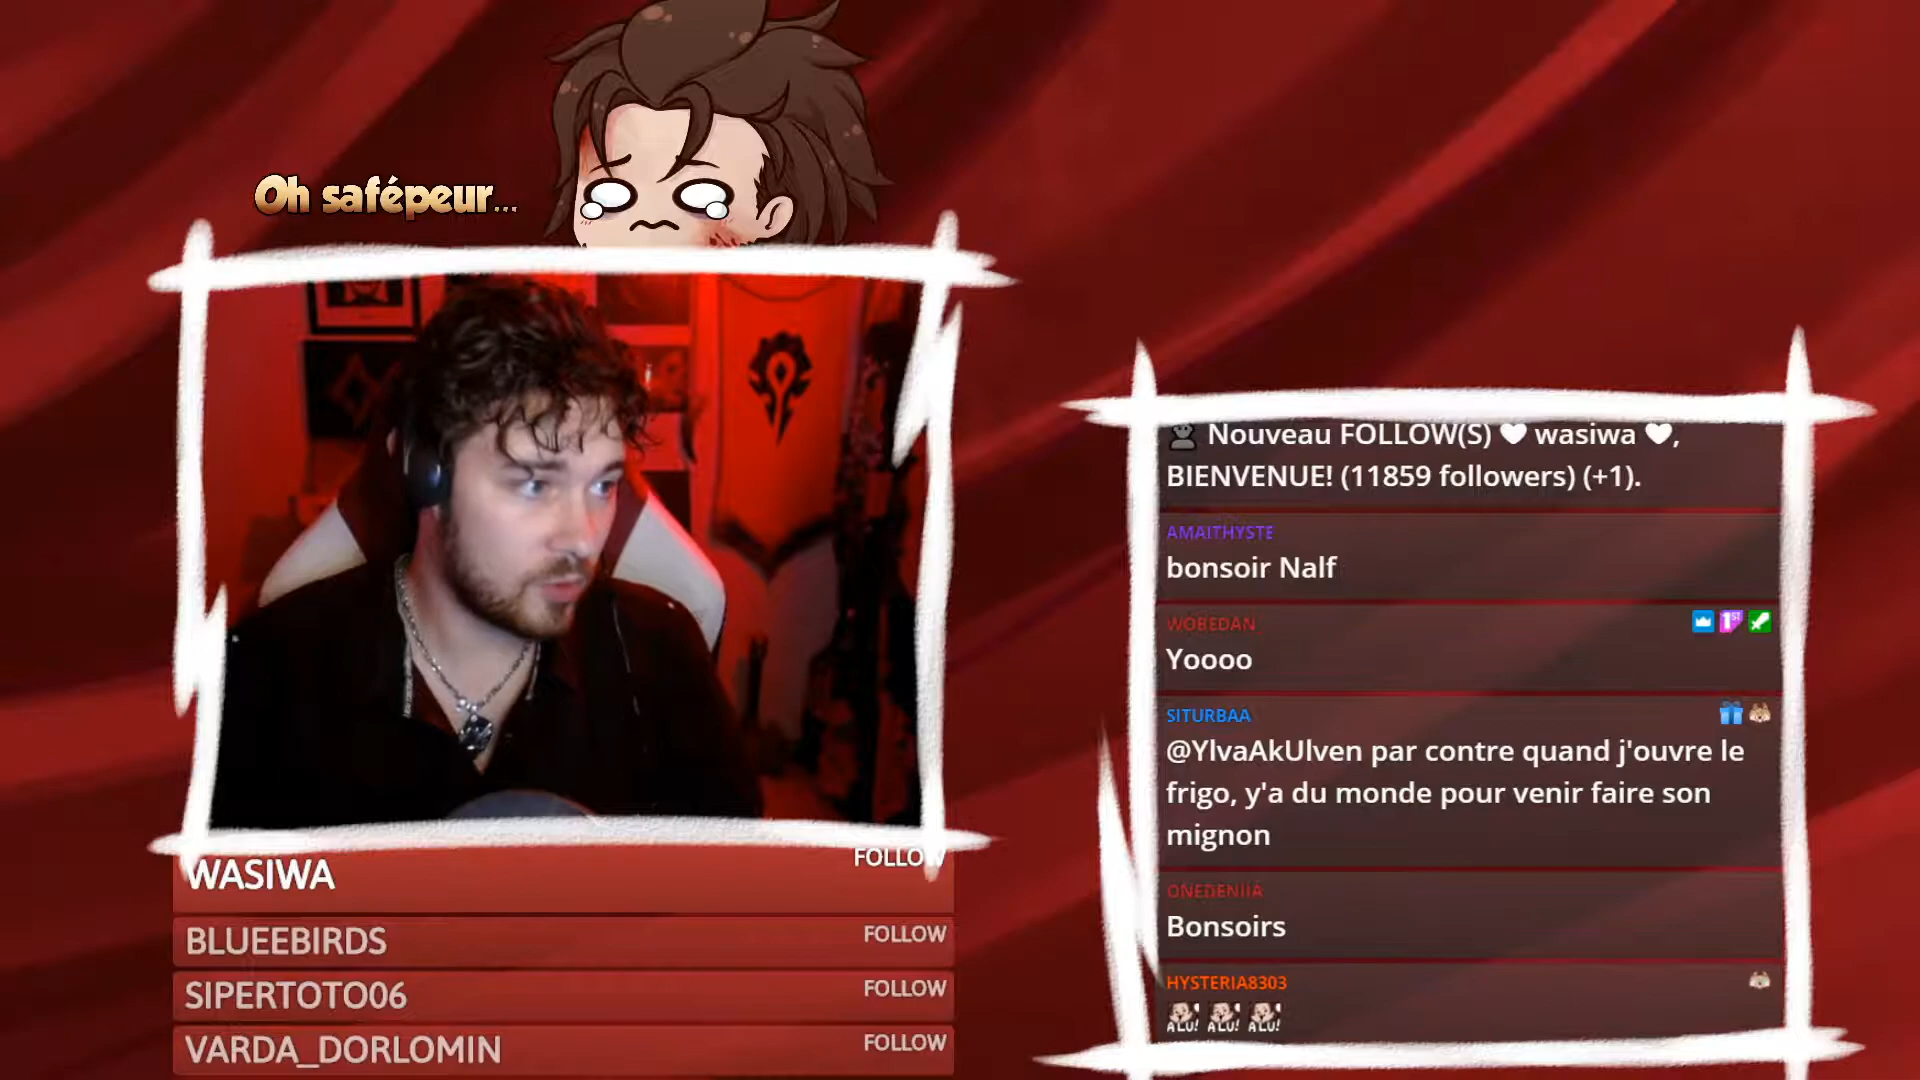 Oh safépeur...
WASIWA FOLLOW
BLUEEBIRDS FOLLOW
SIPERTOTO06 FOLLOW
VARDA_DORLOMIN FOLLOW
Nouveau FOLLOW(S) 🤍 wasiwa 🤍,
BIENVENUE! (11859 followers) (+1).
AMAITHYSTE
bonsoir Nalf
WOBEDAN
1ST
Yoooo
SITURBAA
@YlvaAkUlven par contre quand j'ouvre le
frigo, y'a du monde pour venir faire son
mignon
ONEDENIIA
Bonsoirs
HYSTERIA8303
ALU! ALU! ALU!